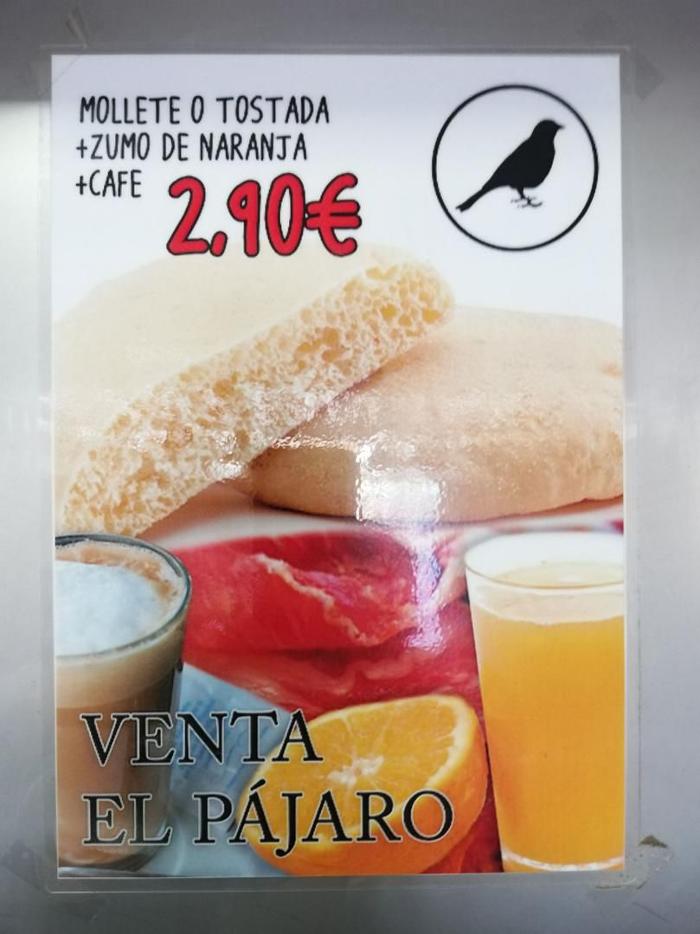 MOLLETE O TOSTADA
+ZUMO DE NARANJA
+CAFE 2,90€
VENTA
EL PÁJARO